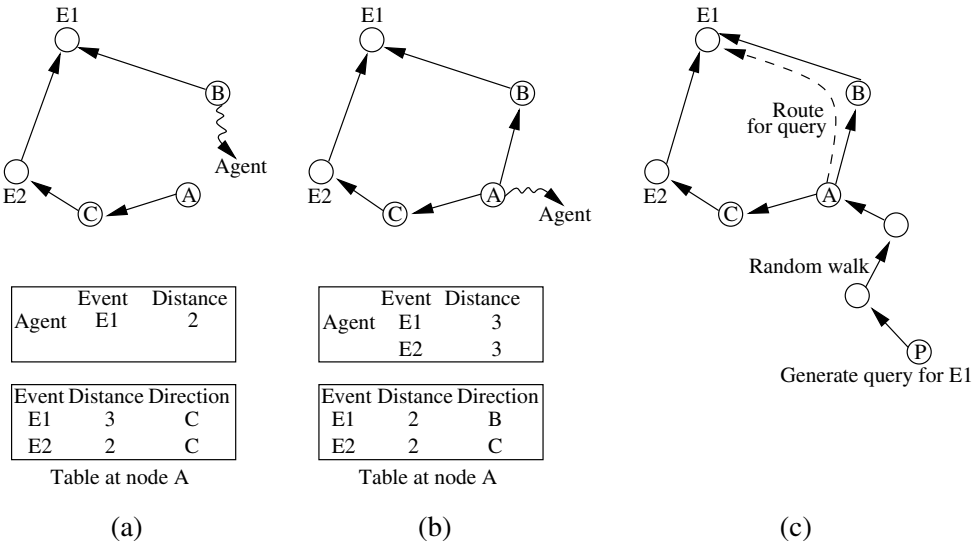 E1
B
Agent
E2
C
A
Event Distance
Agent E1 2
Event Distance Direction
E1 3 C
E2 2 C
Table at node A
(a)
E1
B
E2
C
A
Agent
Event Distance
Agent E1 3
E2 3
Event Distance Direction
E1 2 B
E2 2 C
Table at node A
(b)
E1
B
Route
for query
E2
C
A
Random walk
P
Generate query for E1
(c)